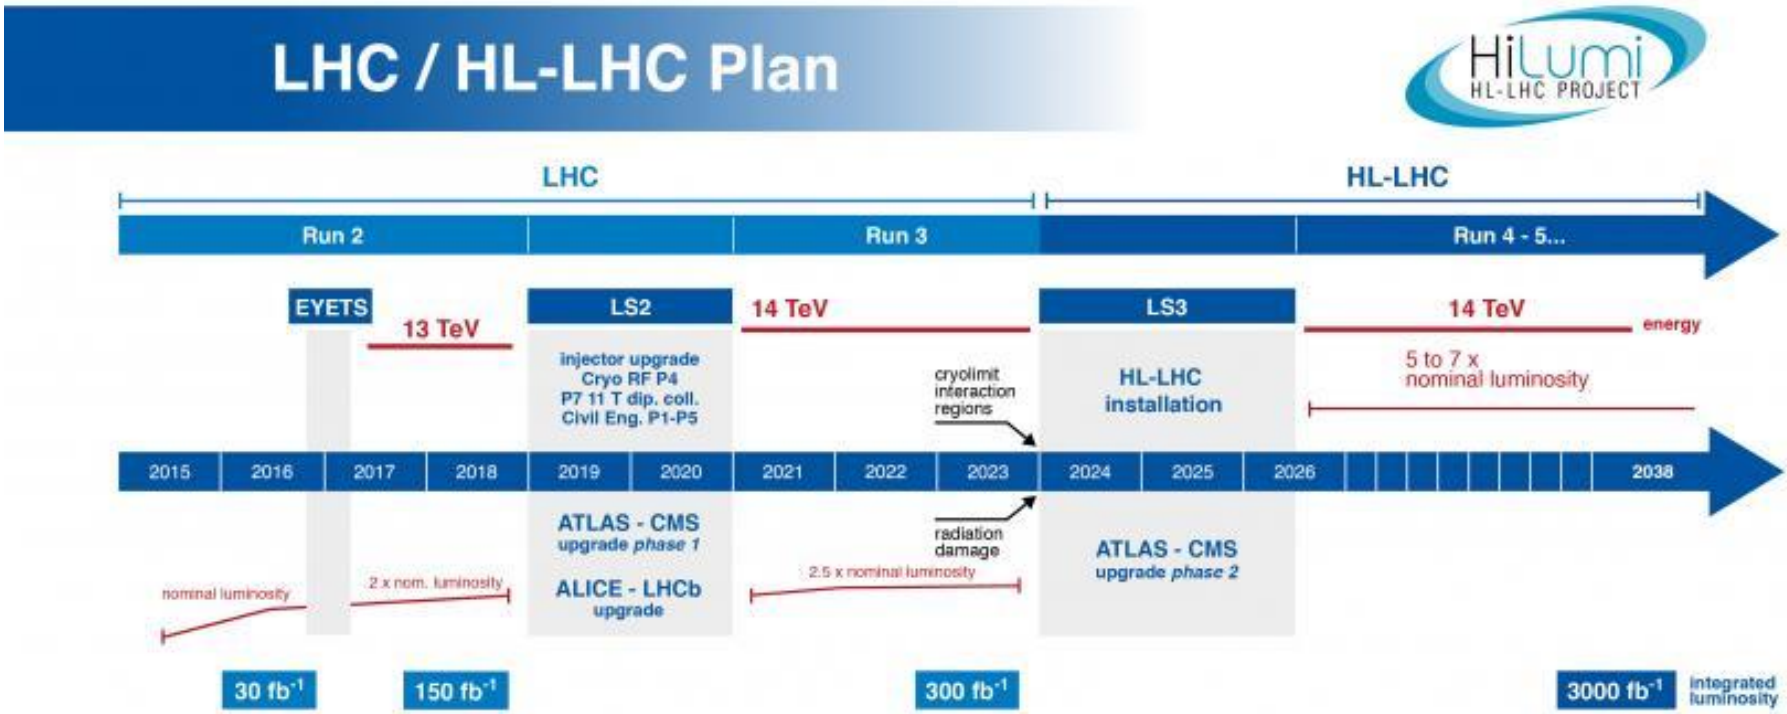 LHC / HL-LHC Plan
HiLumi
HL-LHC PROJECT
LHC
HL-LHC
Run 2
Run 3
Run 4 - 5...
EYETS
13 TeV
LS2
14 TeV
LS3
14 TeV
energy
injector upgrade
Cryo RF P4
P7 11 T dip. coll.
Civil Eng. P1-P5
cryolimit
interaction
regions
HL-LHC
installation
5 to 7 x
nominal luminosity
2015 2016 2017 2018 2019 2020 2021 2022 2023 2024 2025 2026 2038
ATLAS - CMS
upgrade phase 1
ALICE - LHCb
upgrade
radiation
damage
ATLAS - CMS
upgrade phase 2
nominal luminosity
2 x nom. luminosity
2.5 x nominal luminosity
30 fb⁻¹
150 fb⁻¹
300 fb⁻¹
3000 fb⁻¹
integrated
luminosity